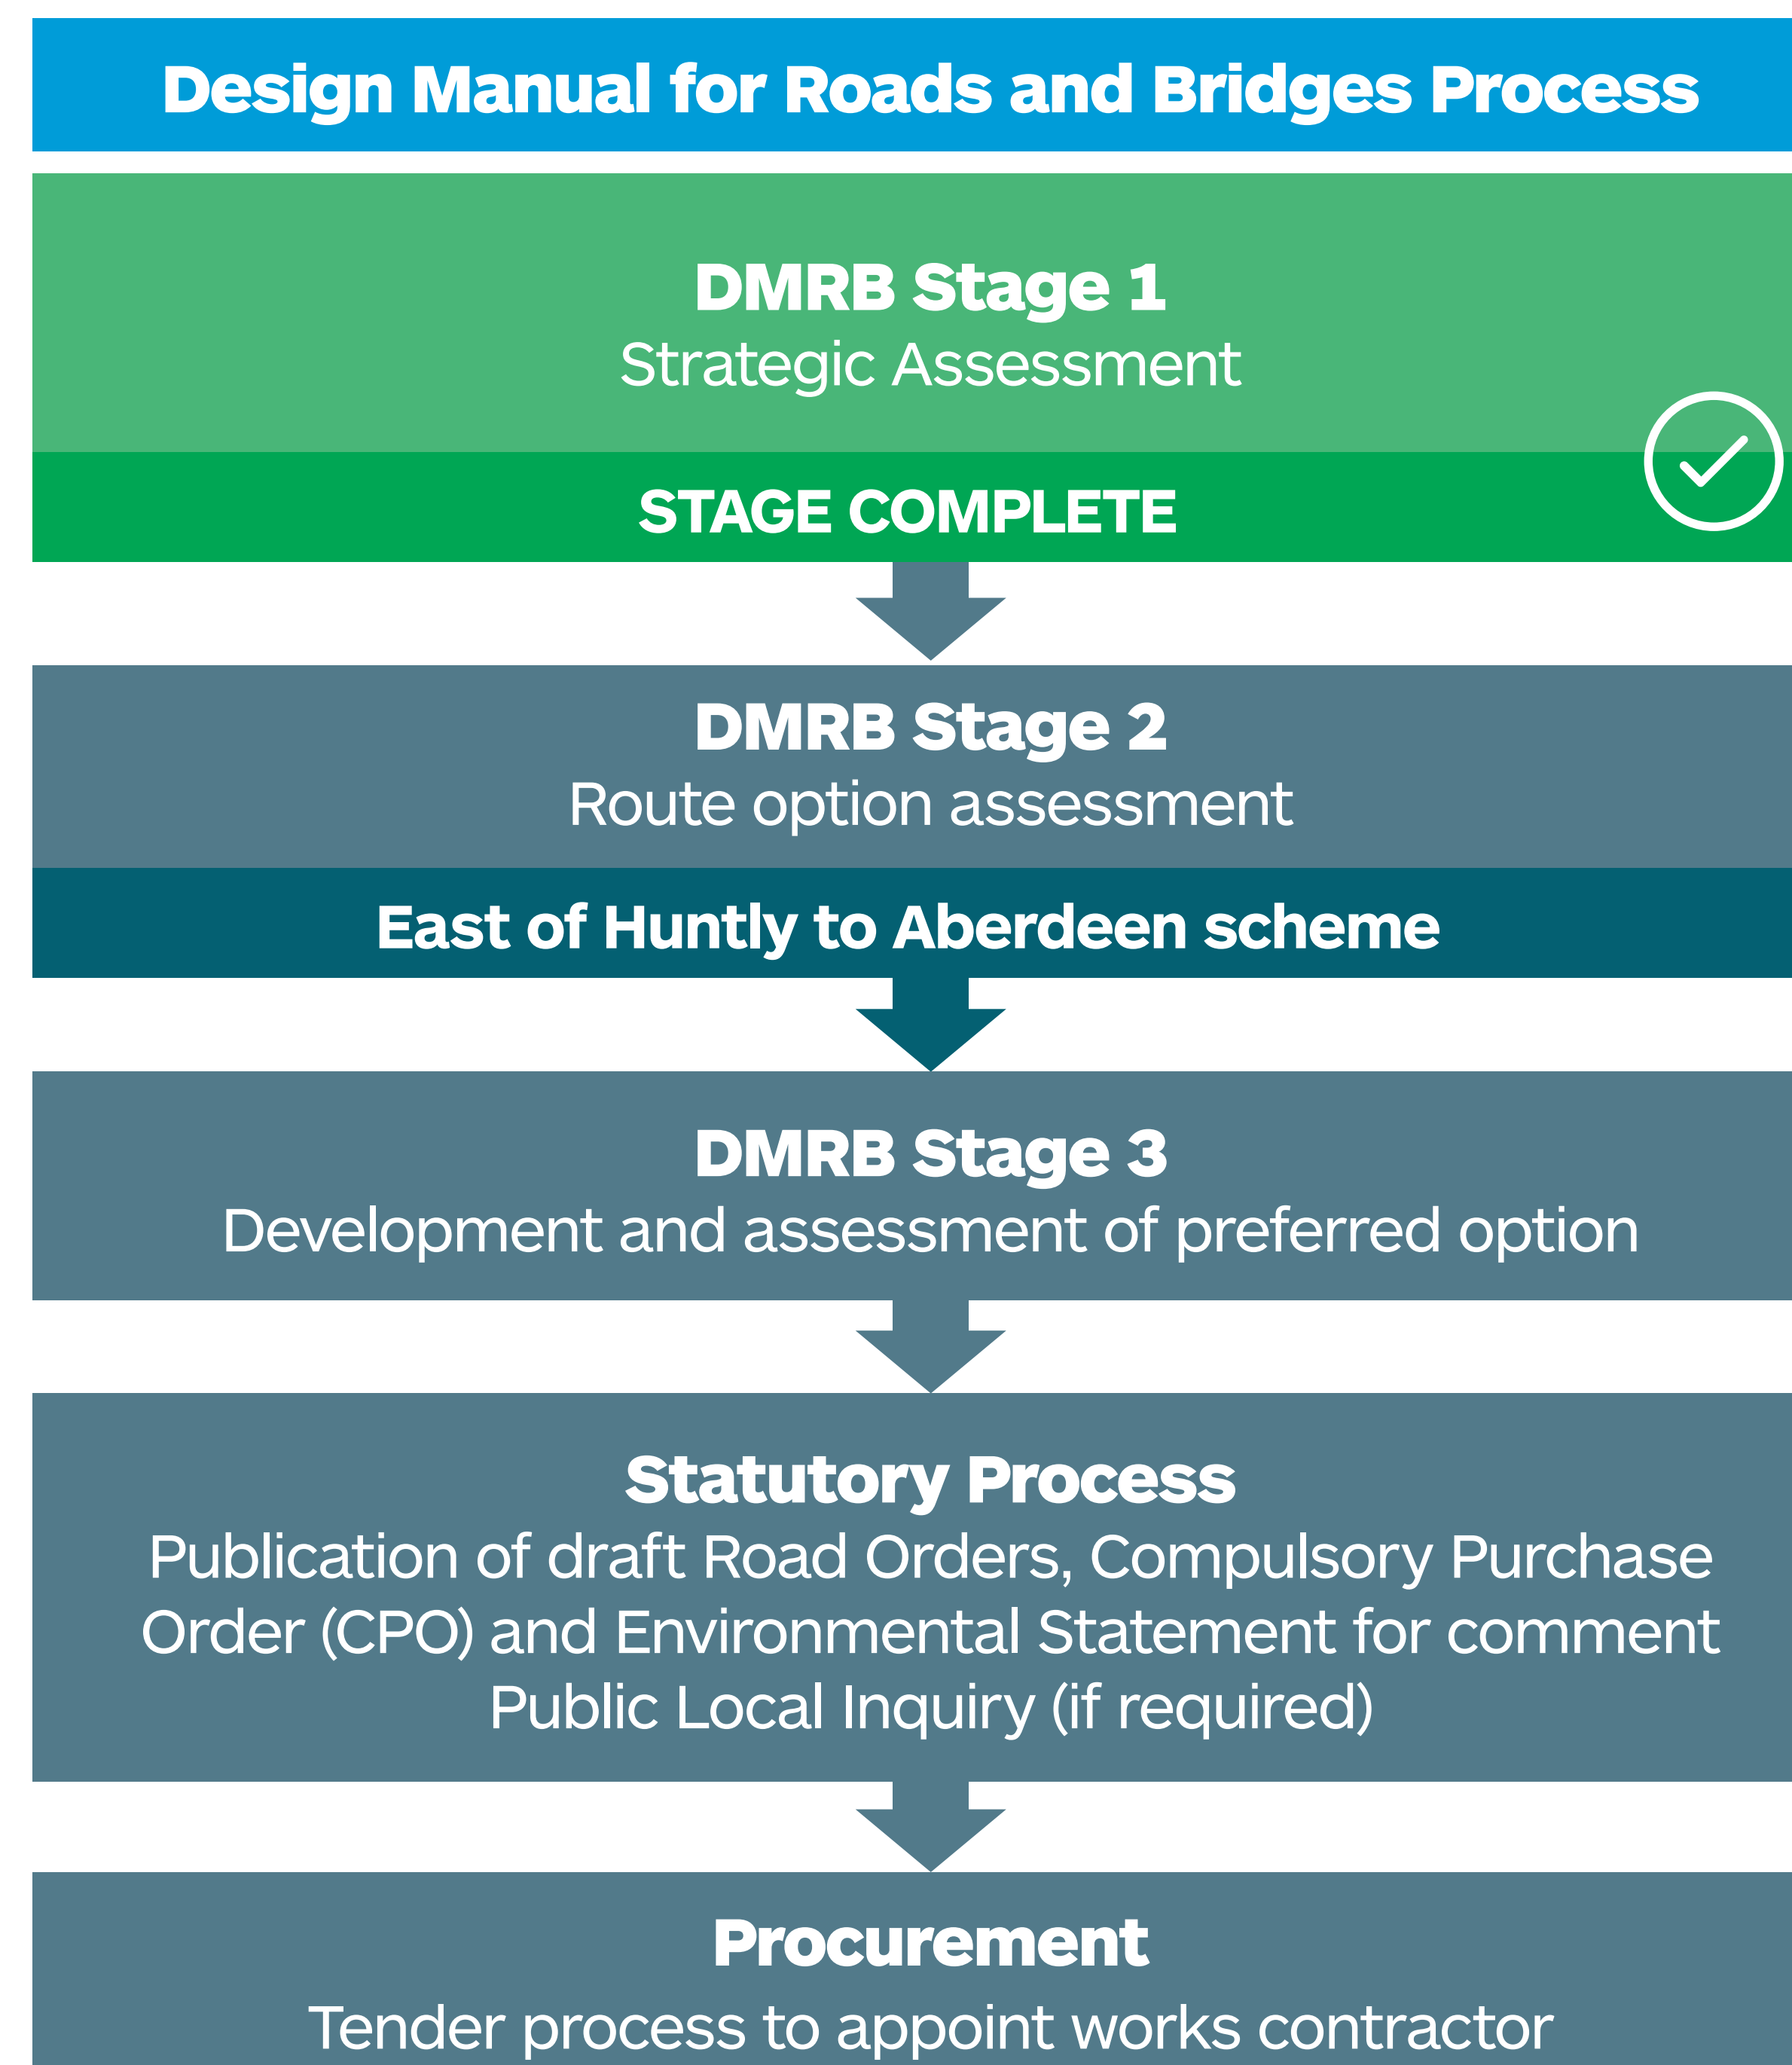 Design Manual for Roads and Bridges Process
DMRB Stage 1
Strategic Assessment
STAGE COMPLETE
DMRB Stage 2
Route option assessment
East of Huntly to Aberdeen scheme
DMRB Stage 3
Development and assessment of preferred option
Statutory Process
Publication of draft Road Orders, Compulsory Purchase
Order (CPO) and Environmental Statement for comment
Public Local Inquiry (if required)
Procurement
Tender process to appoint works contractor